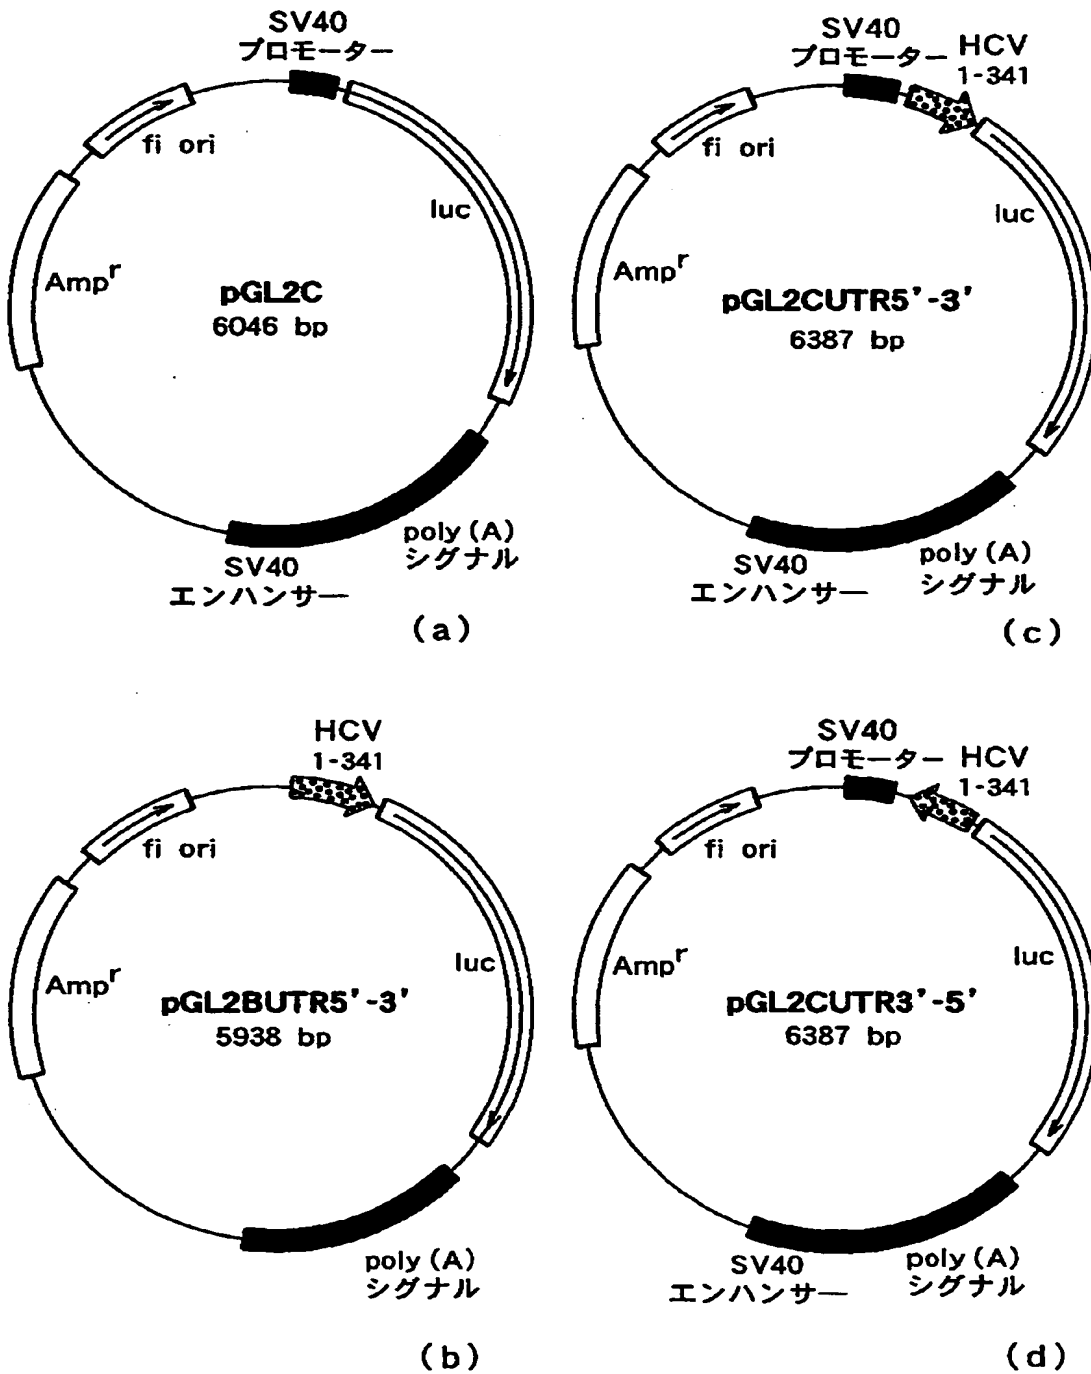 SV40
プロモーター
fi ori
luc
Amp^r
pGL2C
6046 bp
poly (A)
シグナル
SV40
エンハンサー
(a)
SV40
プロモーター
HCV
1-341
fi ori
luc
Amp^r
pGL2CUTR5'-3'
6387 bp
poly (A)
シグナル
SV40
エンハンサー
(c)
HCV
1-341
fi ori
luc
Amp^r
pGL2BUTR5'-3'
5938 bp
poly (A)
シグナル
(b)
SV40
プロモーター
HCV
1-341
fi ori
luc
Amp^r
pGL2CUTR3'-5'
6387 bp
SV40
エンハンサー
poly (A)
シグナル
(d)